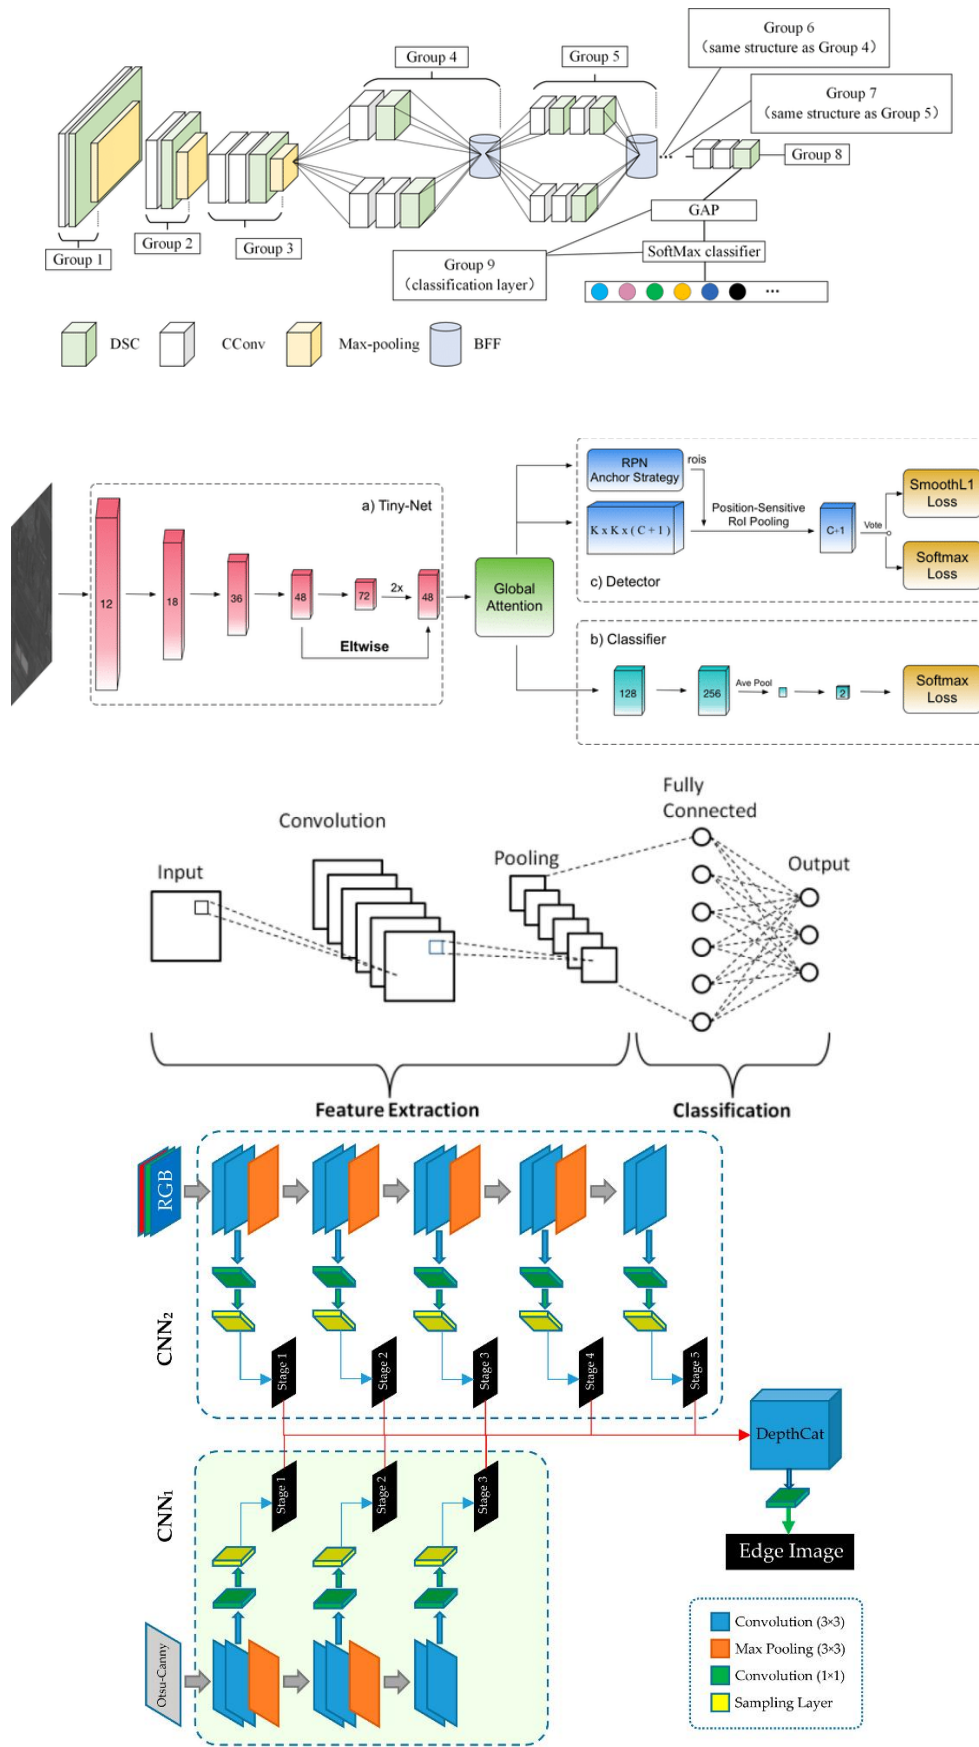 Group 6
(same structure as Group 4)
Group 4
Group 5
Group 7
(same structure as Group 5)
Group 8
GAP
Group 1
Group 2
Group 3
SoftMax classifier
Group 9
(classification layer)
...
...
DSC
CConv
Max-pooling
BFF
a) Tiny-Net
12
18
36
48
72
2x
48
Eltwise
Global
Attention
RPN
Anchor Strategy
rois
K x K x ( C + 1 )
Position-Sensitive
RoI Pooling
C+1
Vote
SmoothL1
Loss
Softmax
Loss
c) Detector
b) Classifier
128
256
Ave Pool
2
Softmax
Loss
Input
Convolution
Pooling
Fully
Connected
Output
Feature Extraction
Classification
RGB
CNN2
Stage 1
Stage 2
Stage 3
Stage 4
Stage 5
DepthCat
CNN1
Stage 1
Stage 2
Stage 3
Edge Image
Otsu-Canny
Convolution (3×3)
Max Pooling (3×3)
Convolution (1×1)
Sampling Layer